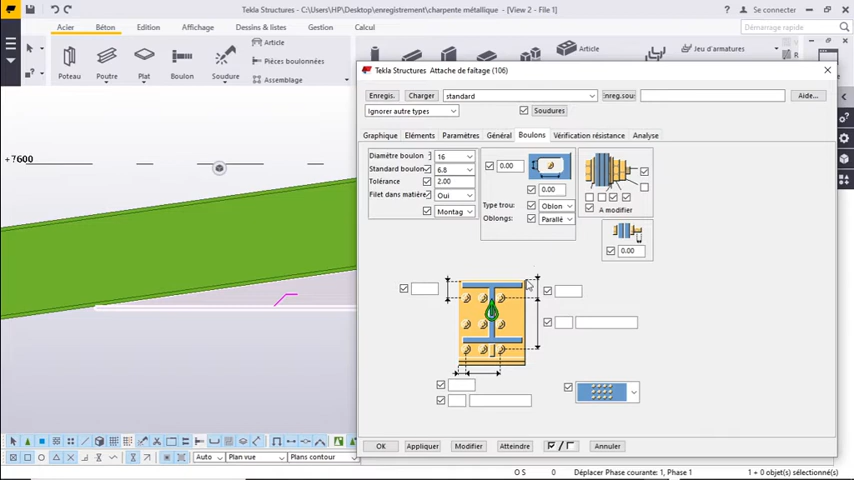 Tekla Structures - C:\Users\HP\Desktop\enregistrement\charpente métallique - [View 2 - File 1]
Se connecter
Acier Béton Edition Affichage Dessins & listes Gestion Calcul
Démarrage rapide
Poteau Poutre Plat Boulon Soudure
Article
Pièces boulonnées
Assemblage
Article
Jeu d'armatures
Tekla Structures Attache de faîtage (106)
Enregis. Charger standard Enreg.sous Aide...
Ignorer autre types Soudures
Graphique Eléments Paramètres Général Boulons Vérification résistance Analyse
Diamètre boulon 16
Standard boulon 6.8
Tolérance 2.00
Filet dans matière Oui
Montag
0.00
0.00
Type trou: Oblon
Oblongs: Parallè
A modifier
0.00
+7600
OK Appliquer Modifier Atteindre Annuler
Auto Plan vue Plans contour
O S 0 Déplacer Phase courante: 1, Phase 1 1 + 0 objet(s) sélectionné(s)